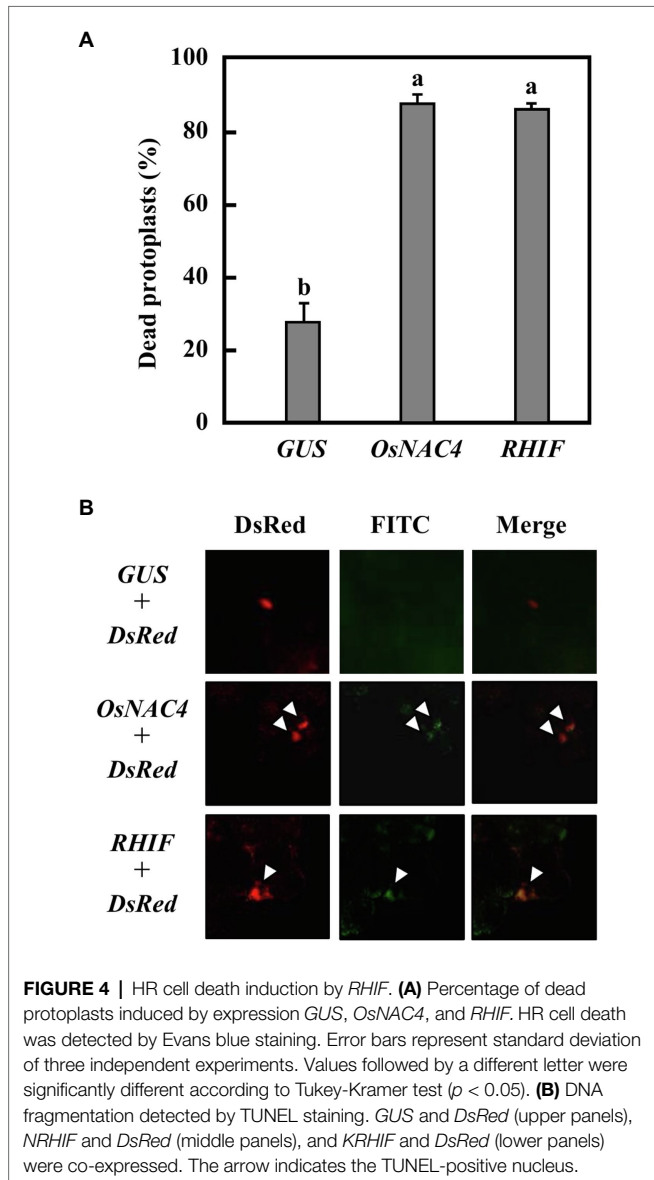 A
100
80
60
40
20
0
Dead protoplasts (%)
b
a
a
GUS OsNAC4 RHIF
B
DsRed FITC Merge
GUS
+
DsRed
OsNAC4
+
DsRed
RHIF
+
DsRed
FIGURE 4 | HR cell death induction by RHIF. (A) Percentage of dead
protoplasts induced by expression GUS, OsNAC4, and RHIF. HR cell death
was detected by Evans blue staining. Error bars represent standard deviation
of three independent experiments. Values followed by a different letter were
significantly different according to Tukey-Kramer test (p < 0.05). (B) DNA
fragmentation detected by TUNEL staining. GUS and DsRed (upper panels),
NRHIF and DsRed (middle panels), and KRHIF and DsRed (lower panels)
were co-expressed. The arrow indicates the TUNEL-positive nucleus.